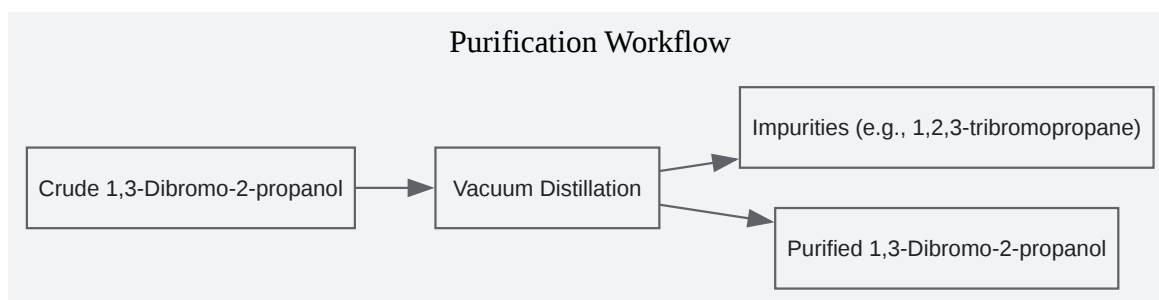 Purification Workflow
Crude 1,3-Dibromo-2-propanol
Vacuum Distillation
Impurities (e.g., 1,2,3-tribromopropane)
Purified 1,3-Dibromo-2-propanol